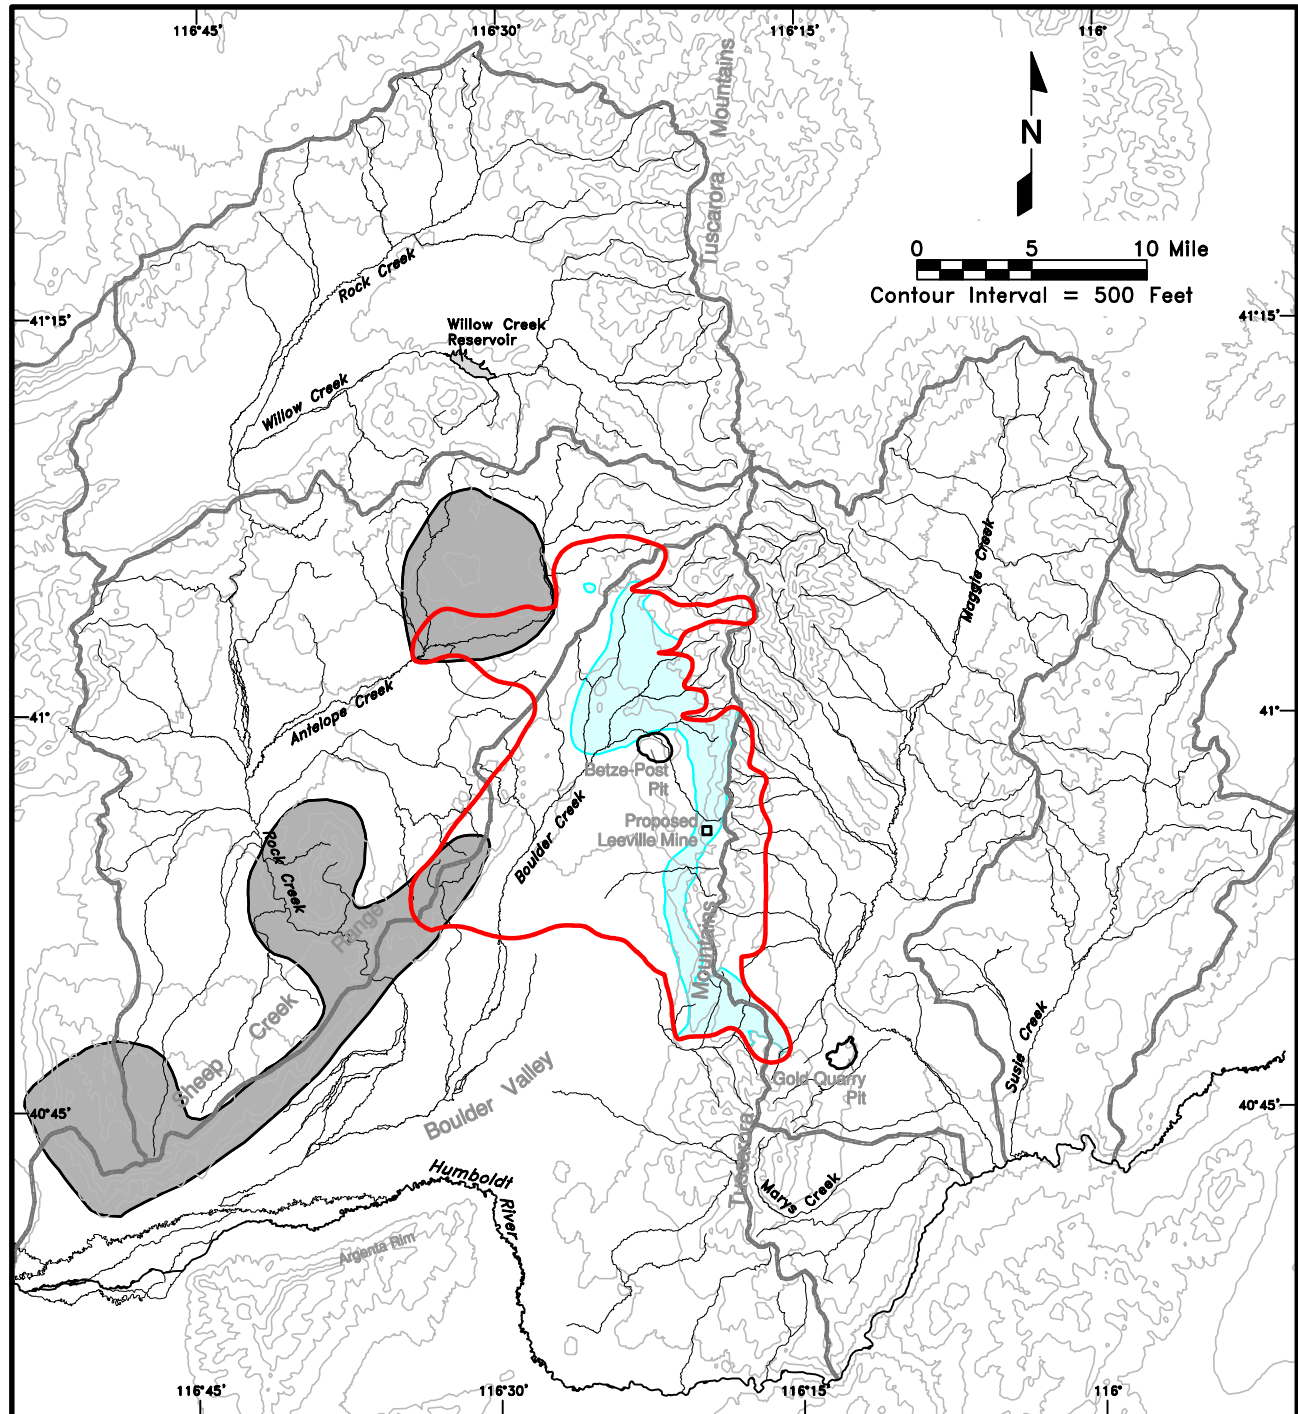 116°45'
116°30'
116°15'
116°
Tuscarora Mountains
N
0 5 10 Mile
Contour Interval = 500 Feet
41°15'
41°15'
Rock Creek
Willow Creek
Reservoir
Willow Creek
Maggie Creek
Antelope Creek
41°
41°
Betze-Post
Pit
Boulder Creek
Proposed
Leeville Mine
Rock Creek
Sheep Creek Range
Tuscarora Mountains
Susie Creek
Gold Quarry
Pit
Boulder Valley
40°45'
40°45'
Humboldt River
Marys Creek
Argenta Rim
116°45'
116°30'
116°15'
116°